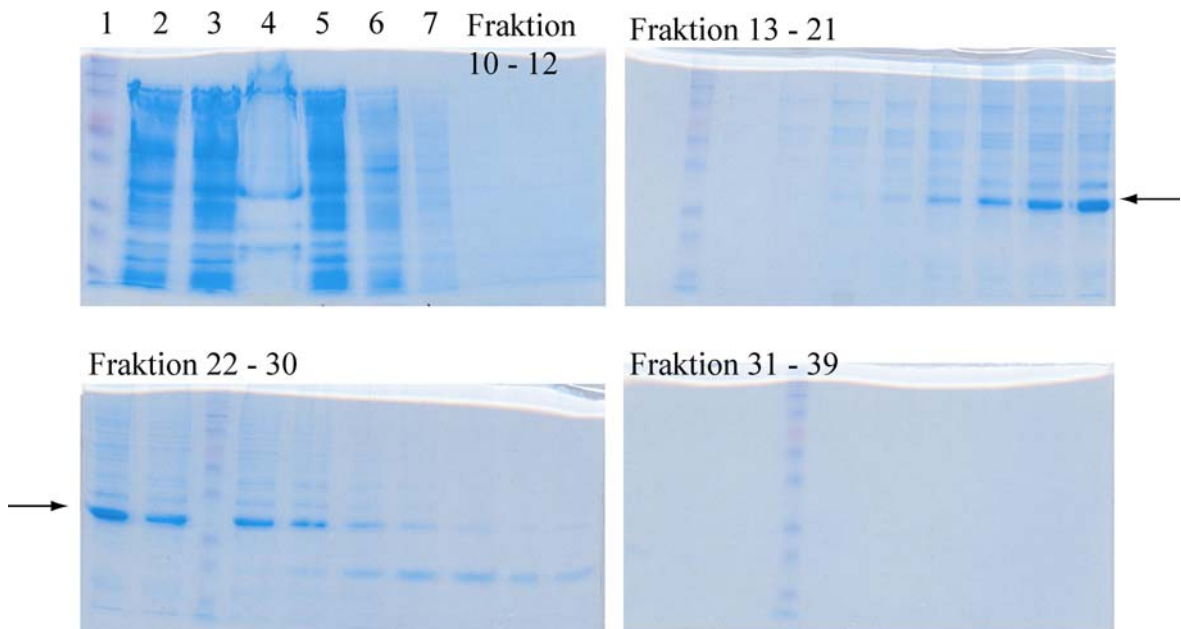 1 2 3 4 5 6 7 Fraktion
10 - 12
Fraktion 13 - 21
Fraktion 22 - 30
Fraktion 31 - 39